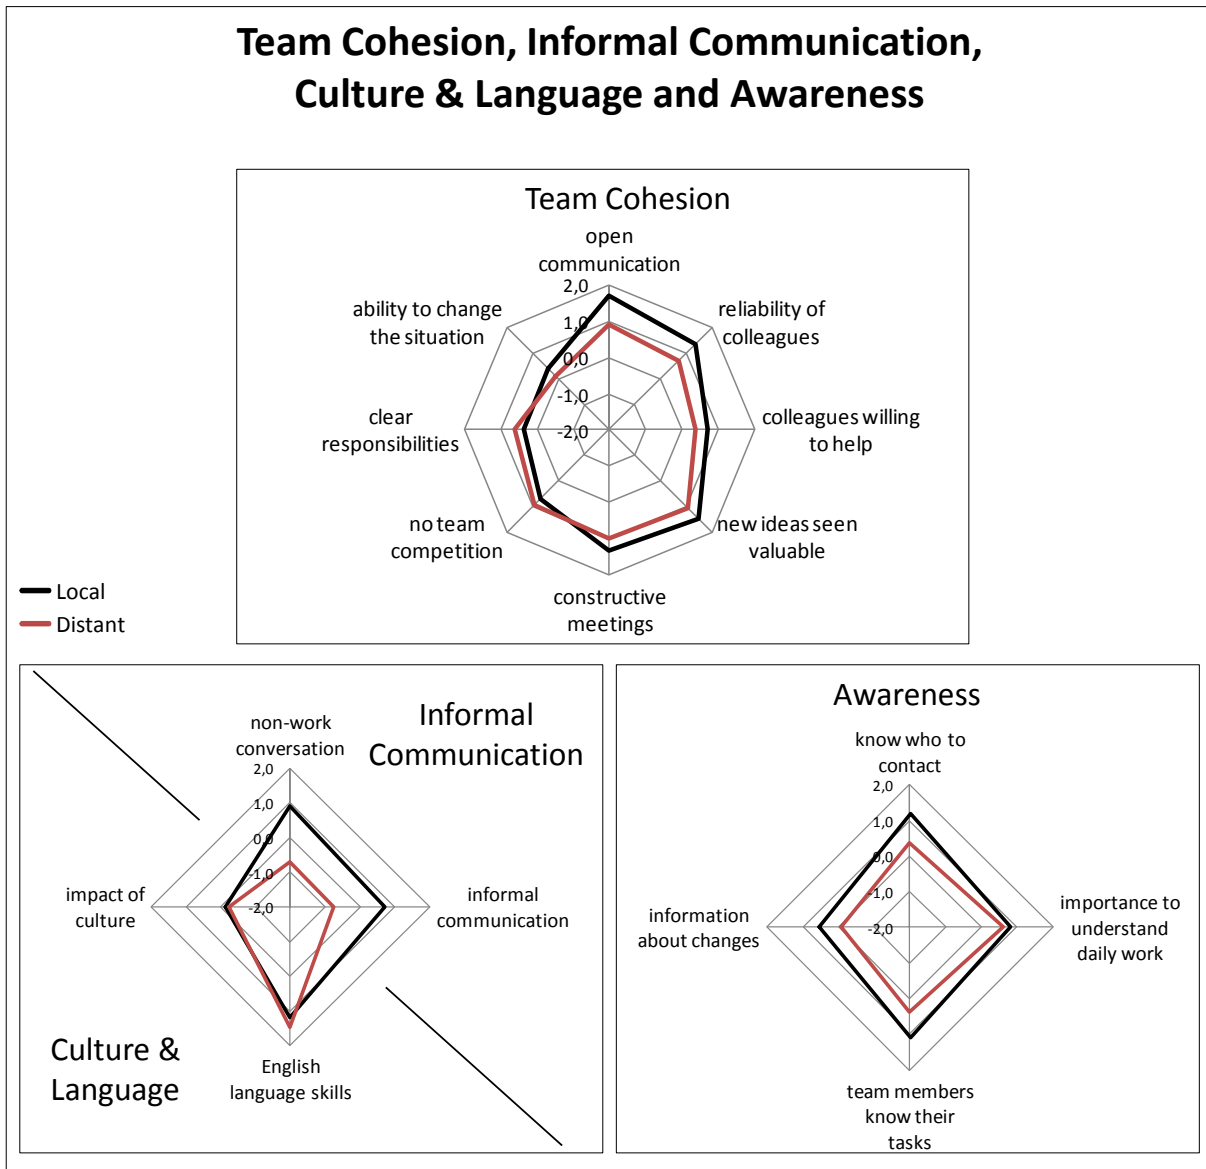 Team Cohesion, Informal Communication,
Culture & Language and Awareness
Team Cohesion
open
communication
2,0
1,0
0,0
-1,0
-2,0
reliability of
colleagues
colleagues willing
to help
new ideas seen
valuable
constructive
meetings
no team
competition
clear
responsibilities
ability to change
the situation
Local
Distant
Informal
Communication
non-work
conversation
2,0
1,0
0,0
-1,0
-2,0
informal
communication
English
language skills
impact of
culture
Culture &
Language
Awareness
know who to
contact
2,0
1,0
0,0
-1,0
-2,0
importance to
understand
daily work
team members
know their
tasks
information
about changes